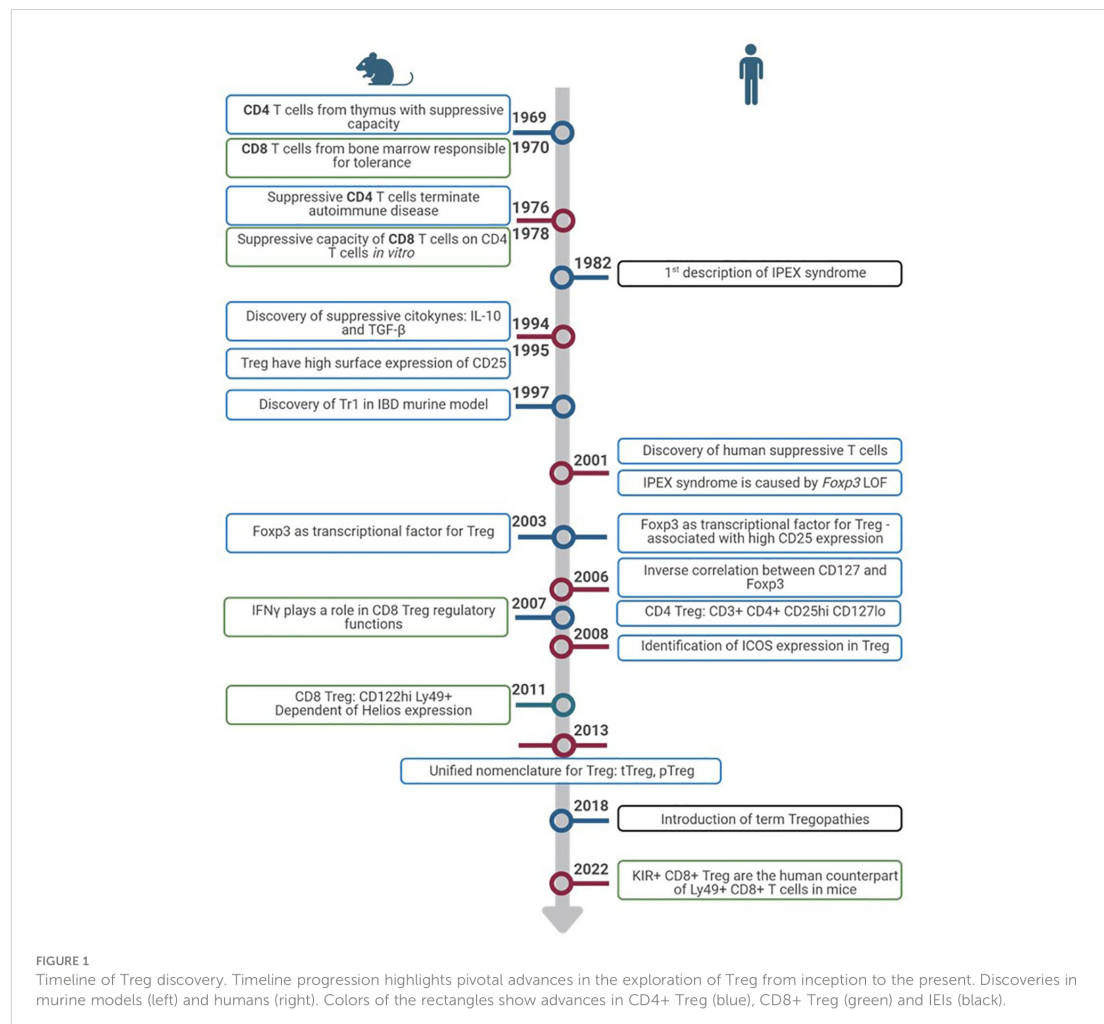 1969
CD4 T cells from thymus with suppressive
capacity
1970
CD8 T cells from bone marrow responsible
for tolerance
1976
Suppressive CD4 T cells terminate
autoimmune disease
1978
Suppressive capacity of CD8 T cells on CD4
T cells in vitro
1982
1st description of IPEX syndrome
1994
Discovery of suppressive citokynes: IL-10
and TGF-β
1995
Treg have high surface expression of CD25
1997
Discovery of Tr1 in IBD murine model
2001
Discovery of human suppressive T cells
IPEX syndrome is caused by Foxp3 LOF
2003
Foxp3 as transcriptional factor for Treg
Foxp3 as transcriptional factor for Treg -
associated with high CD25 expression
2006
Inverse correlation between CD127 and
Foxp3
CD4 Treg: CD3+ CD4+ CD25hi CD127lo
2007
IFNγ plays a role in CD8 Treg regulatory
functions
2008
Identification of ICOS expression in Treg
2011
CD8 Treg: CD122hi Ly49+
Dependent of Helios expression
2013
Unified nomenclature for Treg: tTreg, pTreg
2018
Introduction of term Tregopathies
2022
KIR+ CD8+ Treg are the human counterpart
of Ly49+ CD8+ T cells in mice
FIGURE 1
Timeline of Treg discovery. Timeline progression highlights pivotal advances in the exploration of Treg from inception to the present. Discoveries in
murine models (left) and humans (right). Colors of the rectangles show advances in CD4+ Treg (blue), CD8+ Treg (green) and IEIs (black).